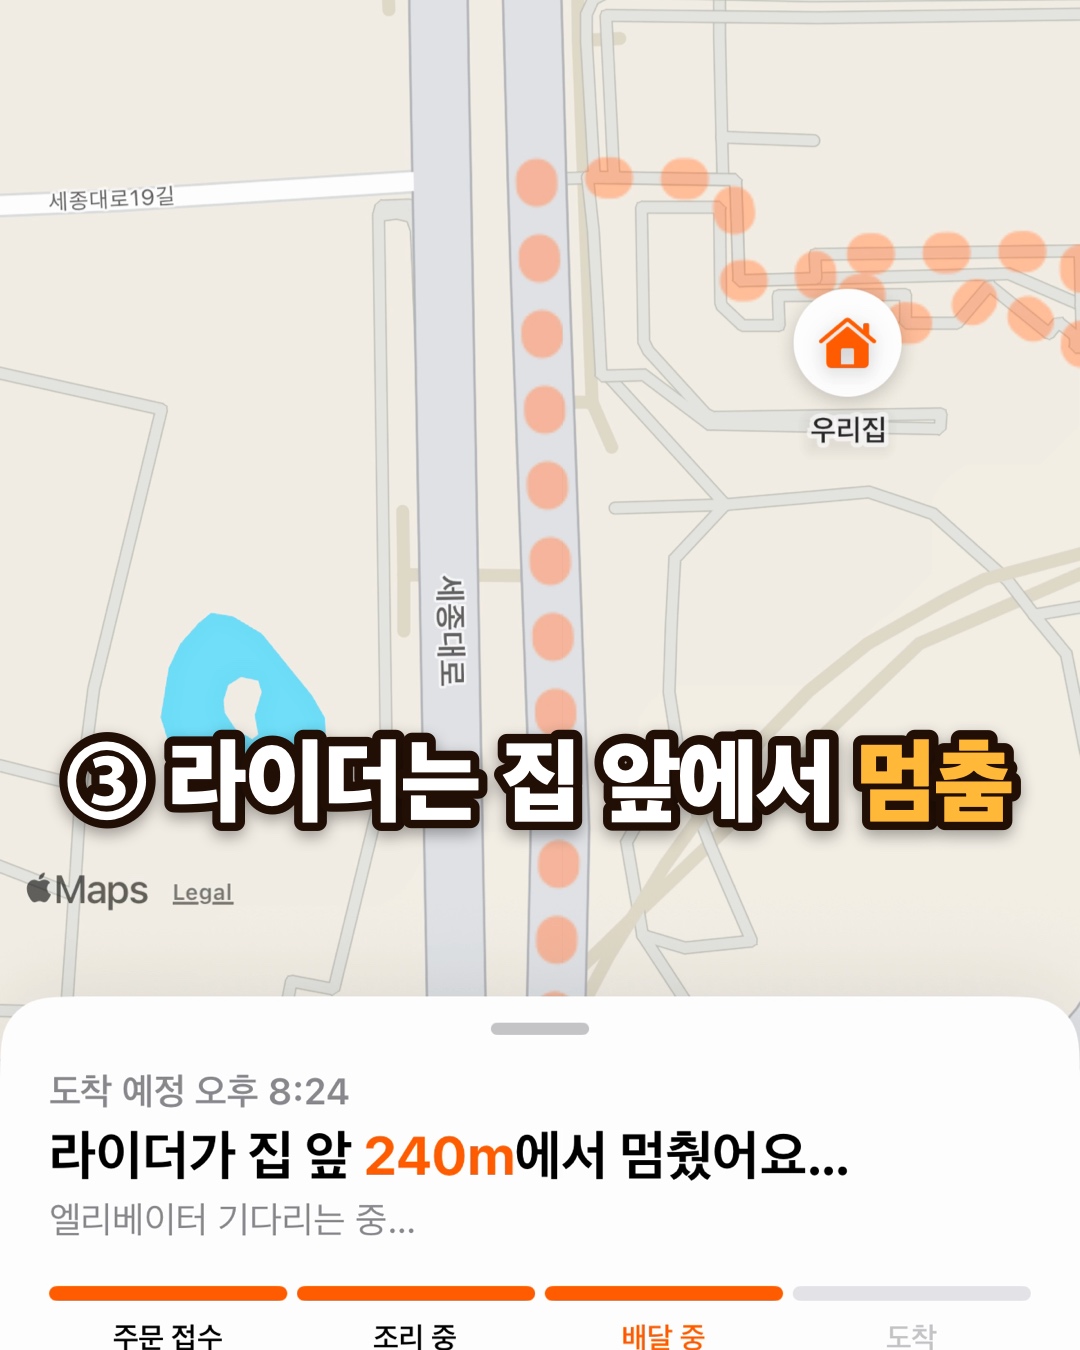 세종대로19길
우리집
세종대로
③ 라이더는 집 앞에서 멈춤
Maps Legal
도착 예정 오후 8:24
라이더가 집 앞 240m에서 멈췄어요...
엘리베이터 기다리는 중...
주문 접수 조리 중 배달 중 도착